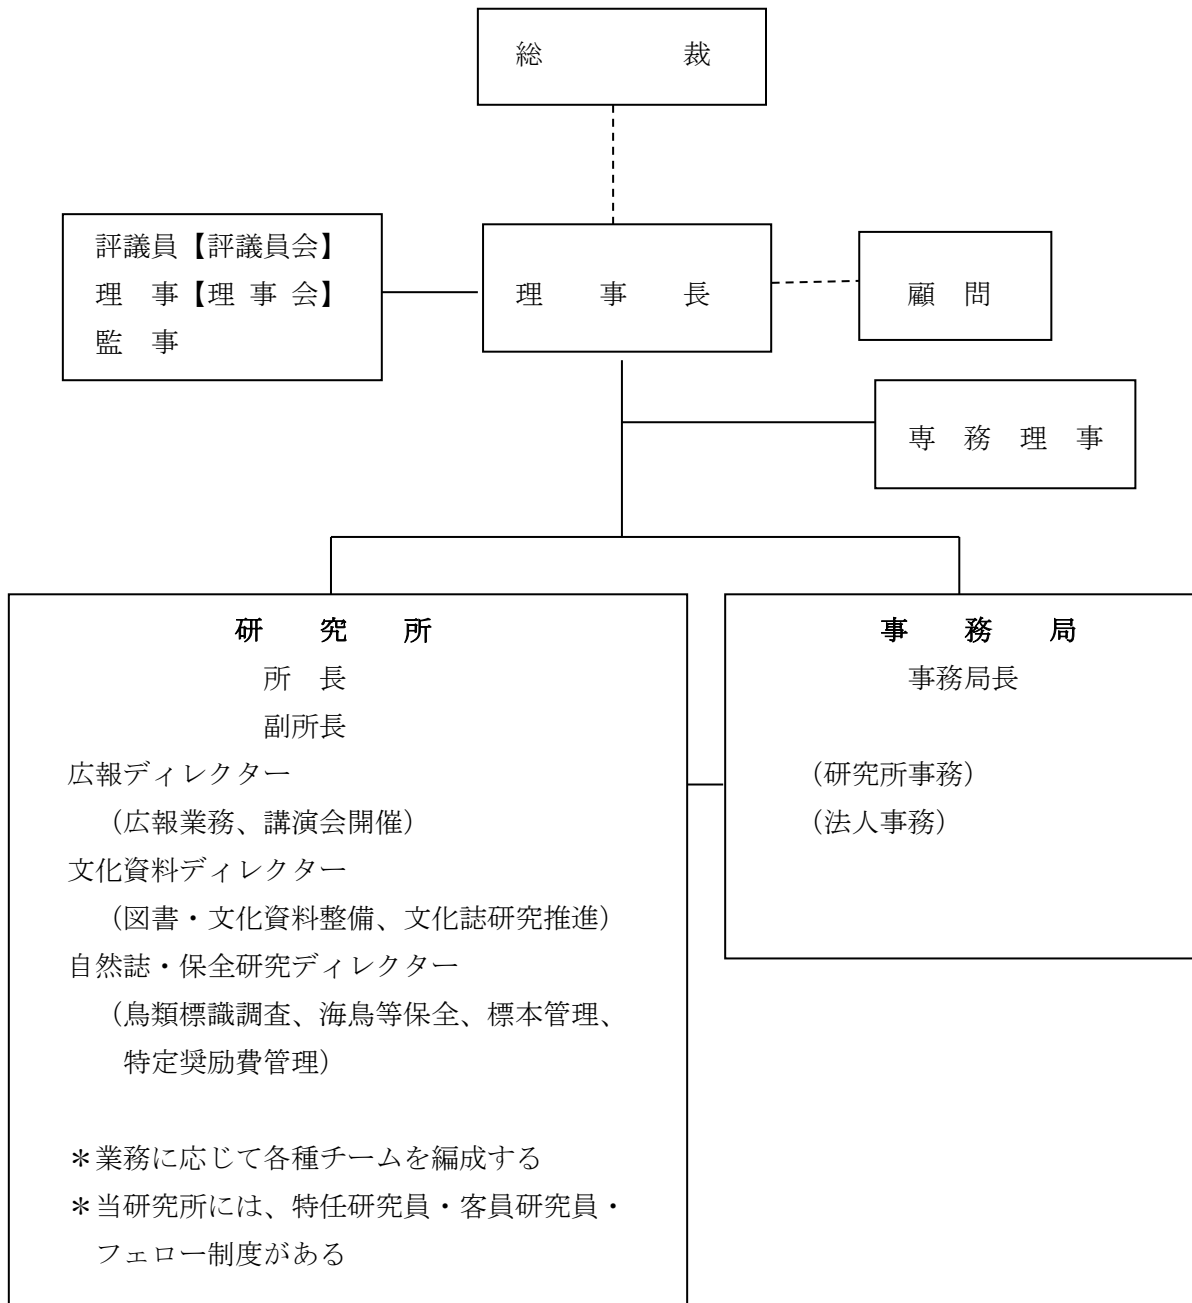 総　　　　　裁
評議員【評議員会】
理　事【理 事 会】
監　事
理　　事　　長
顧　問
専　務　理　事
研　　究　　所
所　長
副所長
広報ディレクター
（広報業務、講演会開催）
文化資料ディレクター
（図書・文化資料整備、文化誌研究推進）
自然誌・保全研究ディレクター
（鳥類標識調査、海鳥等保全、標本管理、
特定奨励費管理）
＊業務に応じて各種チームを編成する
＊当研究所には、特任研究員・客員研究員・
フェロー制度がある
事　　務　　局
事務局長
（研究所事務）
（法人事務）